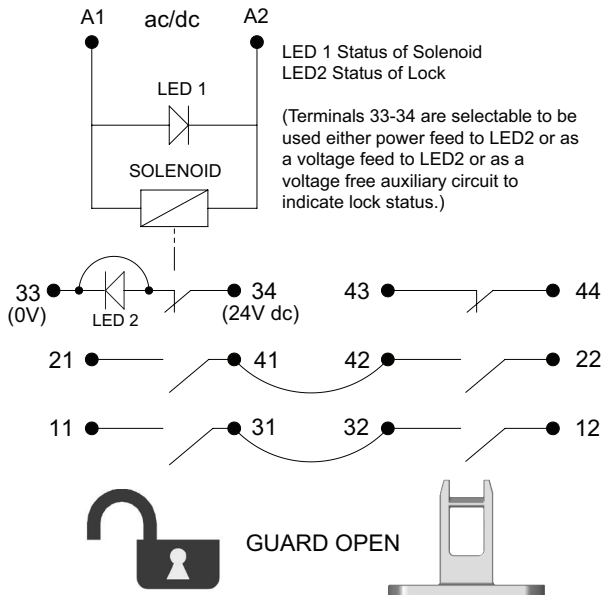 A1 ac/dc A2
LED 1 Status of Solenoid
LED2 Status of Lock
LED 1
(Terminals 33-34 are selectable to be
used either power feed to LED2 or as
a voltage feed to LED2 or as a
voltage free auxiliary circuit to
indicate lock status.)
SOLENOID
33 34 43 44
(0V) LED 2 (24V dc)
21 41 42 22
11 31 32 12
GUARD OPEN